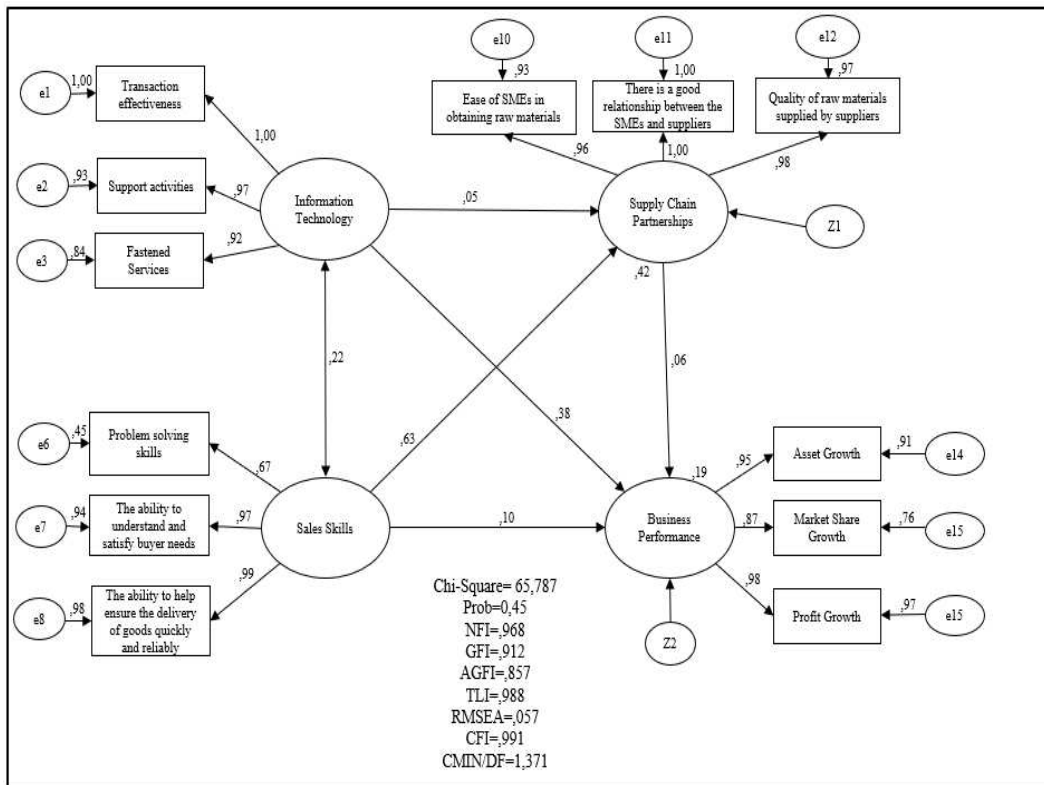 e10
e11
e12
,93
1,00
,97
Ease of SMEs in
obtaining raw materials
There is a good
relationship between the
SMEs and suppliers
Quality of raw materials
supplied by suppliers
,96
1,00
,98
e1
1,00
Transaction
effectiveness
1,00
e2
,93
Support activities
,97
e3
,84
Fastened
Services
,92
Information
Technology
,05
Supply Chain
Partnerships
Z1
,42
,22
,06
,38
,63
e6
,45
Problem solving
skills
,67
e7
,94
The ability to
understand and
satisfy buyer needs
,97
e8
,98
The ability to help
ensure the delivery
of goods quickly
and reliably
,99
Sales Skills
,10
Business
Performance
,19
,95
Asset Growth
,91
e14
,87
Market Share
Growth
,76
e15
,98
Profit Growth
,97
e15
Z2
Chi-Square= 65,787
Prob=0,45
NFI=,968
GFI=,912
AGFI=,857
TLI=,988
RMSEA=,057
CFI=,991
CMIN/DF=1,371